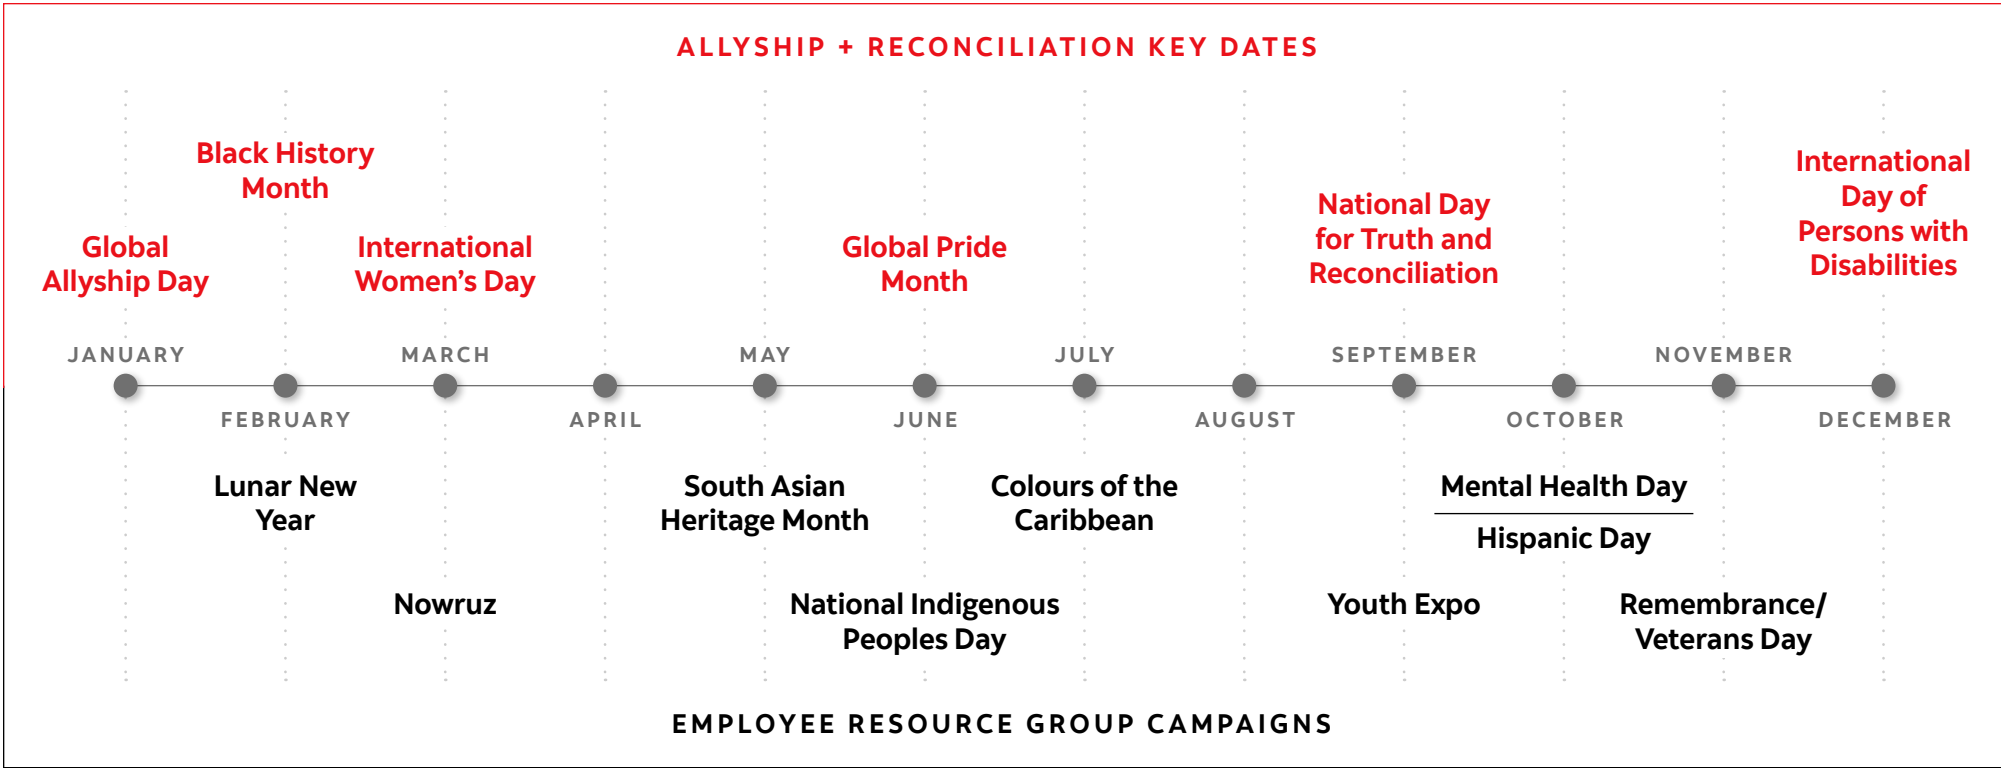 ALLYSHIP + RECONCILIATION KEY DATES
Global
Allyship Day
Black History
Month
International
Women’s Day
Global Pride
Month
National Day
for Truth and
Reconciliation
International
Day of
Persons with
Disabilities
JANUARY
FEBRUARY
MARCH
APRIL
MAY
JUNE
JULY
AUGUST
SEPTEMBER
OCTOBER
NOVEMBER
DECEMBER
Lunar New
Year
Nowruz
South Asian
Heritage Month
National Indigenous
Peoples Day
Colours of the
Caribbean
Youth Expo
Mental Health Day
Hispanic Day
Remembrance/
Veterans Day
EMPLOYEE RESOURCE GROUP CAMPAIGNS